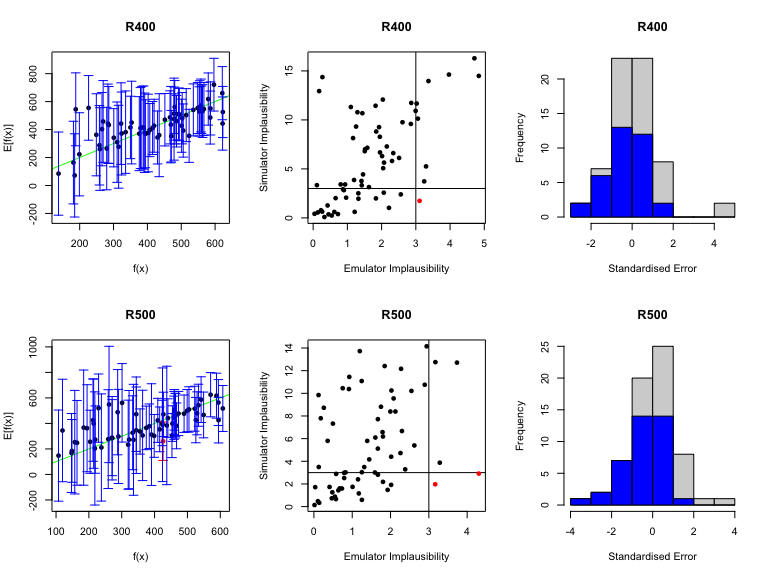 R400 R400 R400
E[f(x)]
-200 0 200 400 600 800
200 300 400 500 600
f(x)
Simulator Implausibility
0 5 10 15
0 1 2 3 4 5
Emulator Implausibility
Frequency
0 5 10 15 20
-2 0 2 4
Standardised Error
R500 R500 R500
E[f(x)]
-200 0 200 400 600 1000
100 200 300 400 500 600
f(x)
Simulator Implausibility
0 2 4 6 8 10 12 14
0 1 2 3 4
Emulator Implausibility
Frequency
0 5 10 15 20 25
-4 -2 0 2 4
Standardised Error